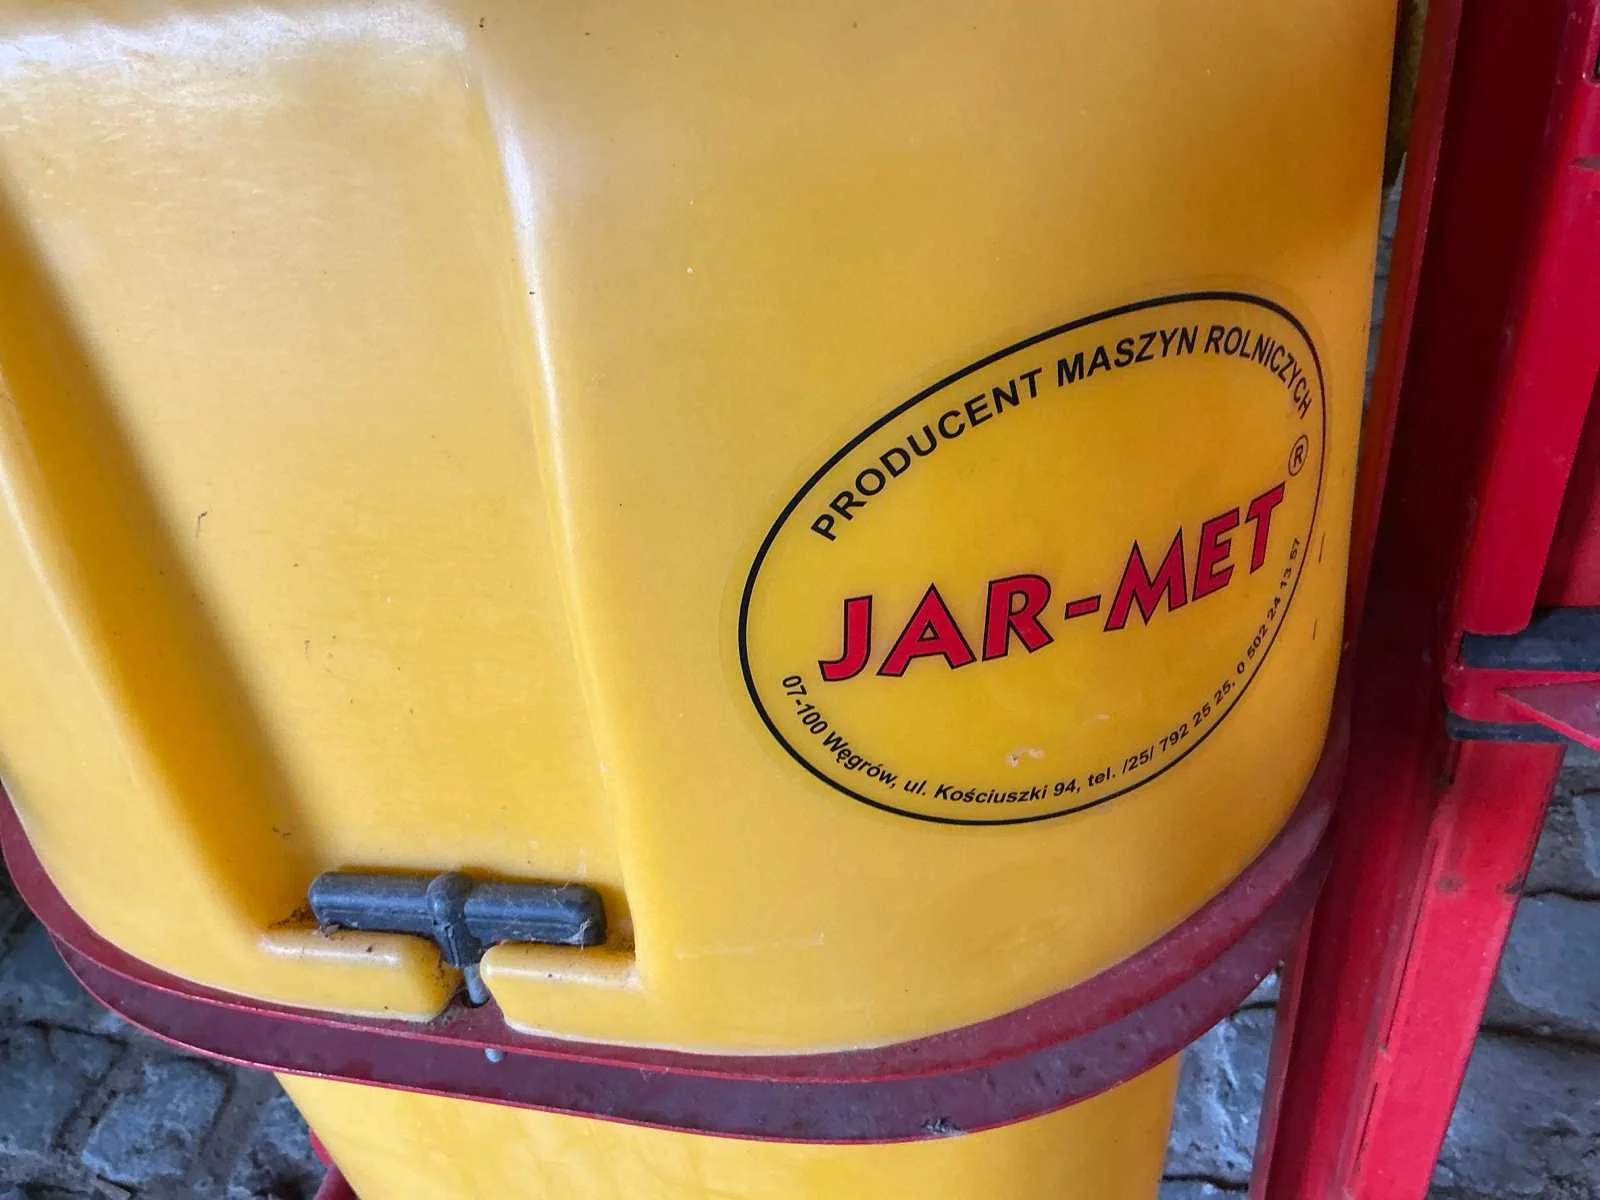 PRODUCENT MASZYN ROLNICZYCH
®
JAR-MET
07-100 Węgrów, ul. Kościuszki 94, tel. /25/ 792 25 25, 0 502 24 13 57